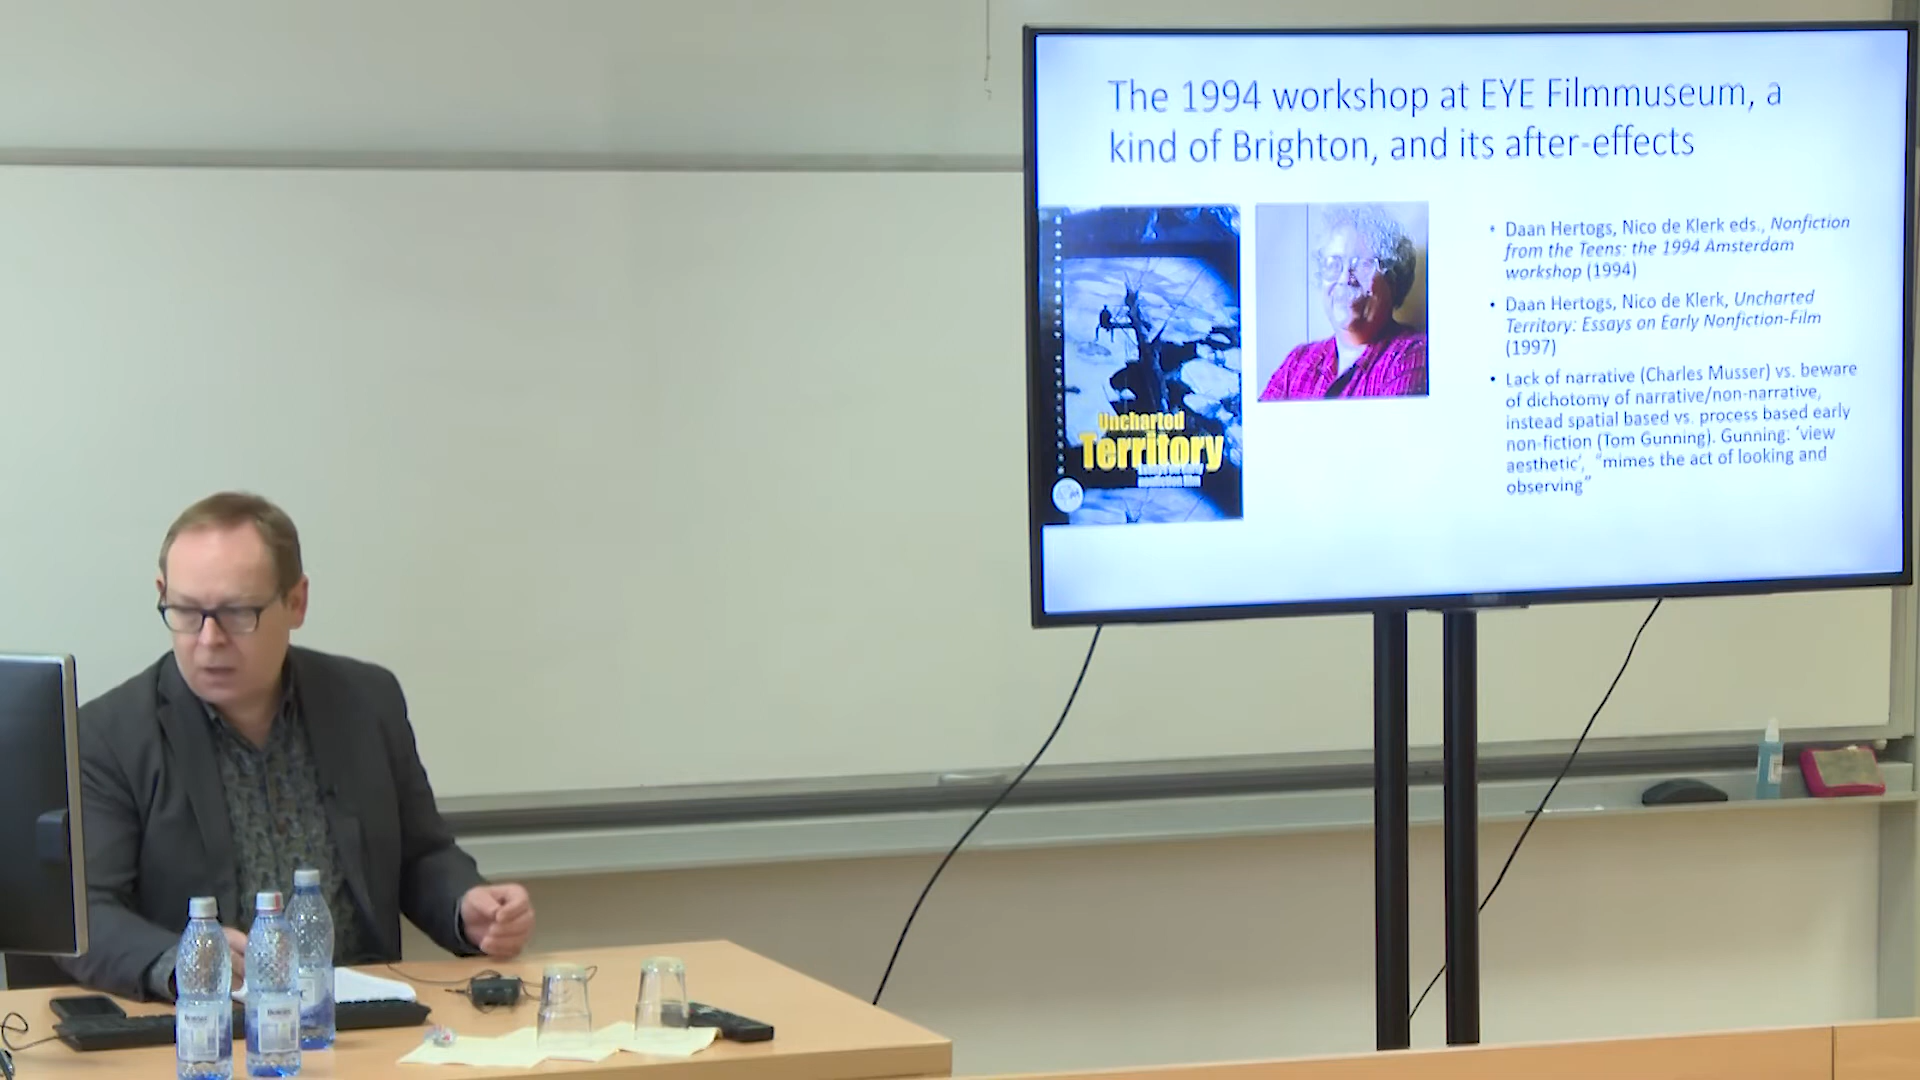 The 1994 workshop at EYE Filmmuseum, a
kind of Brighton, and its after-effects
Uncharted
Territory
• Daan Hertogs, Nico de Klerk eds., Nonfiction
from the Teens: the 1994 Amsterdam
workshop (1994)
• Daan Hertogs, Nico de Klerk, Uncharted
Territory: Essays on Early Nonfiction-Film
(1997)
• Lack of narrative (Charles Musser) vs. beware
of dichotomy of narrative/non-narrative,
instead spatial based vs. process based early
non-fiction (Tom Gunning). Gunning: ‘view
aesthetic’, “mimes the act of looking and
observing”